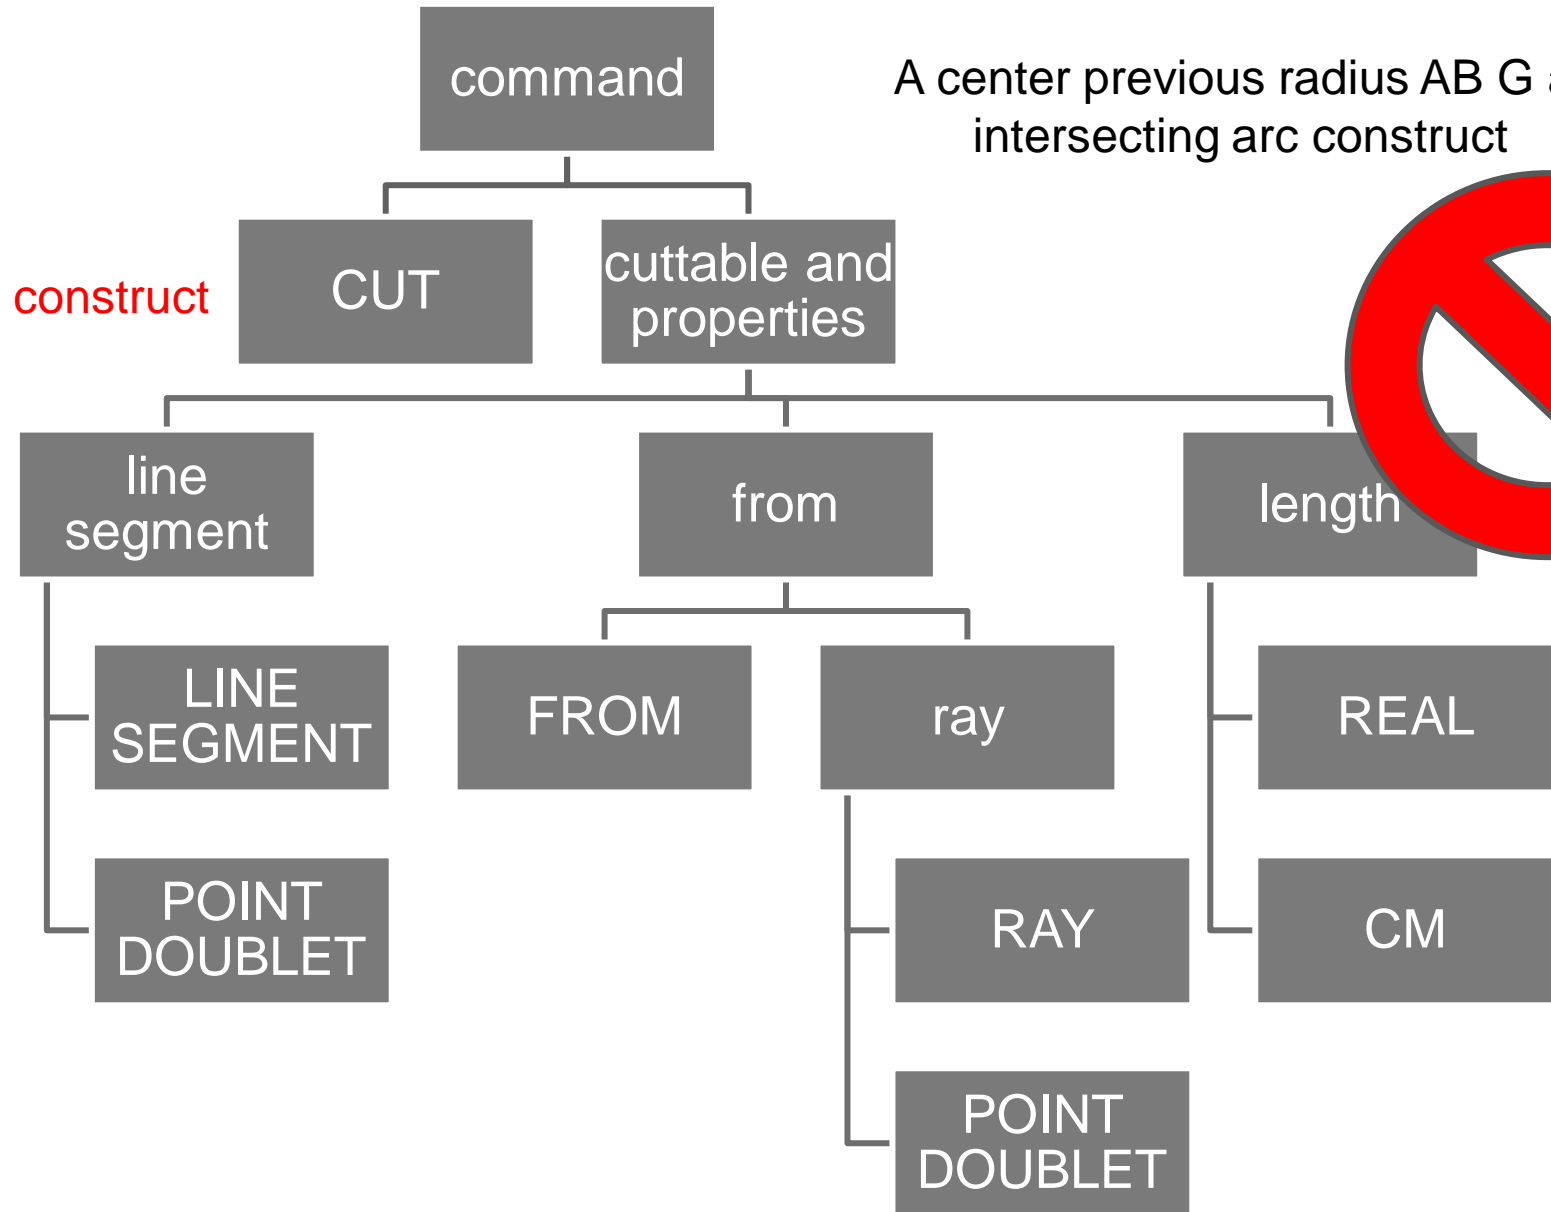 command
A center previous radius AB G
intersecting arc construct
construct
CUT
cuttable and
properties
line
segment
from
length
LINE
SEGMENT
FROM
ray
REAL
POINT
DOUBLET
RAY
CM
POINT
DOUBLET